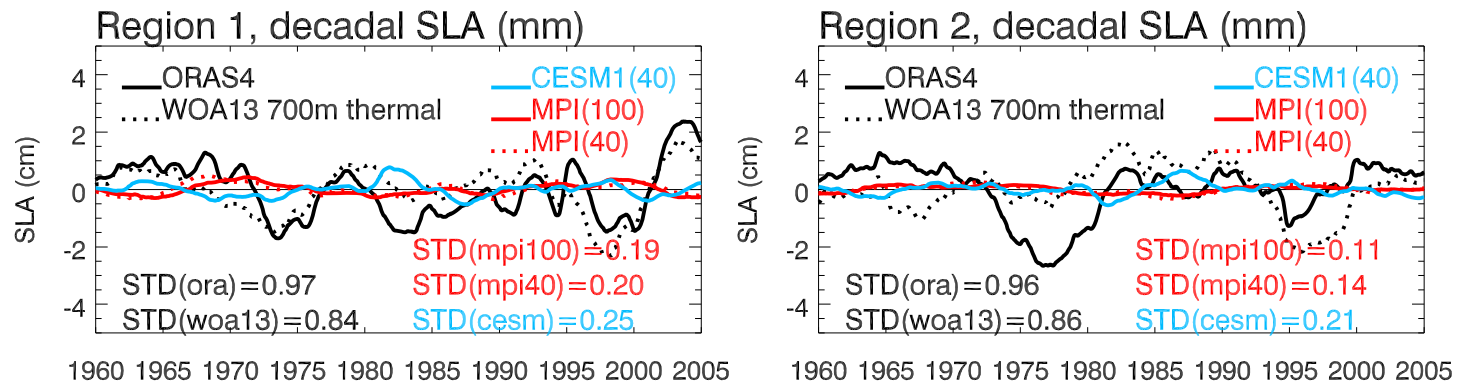 Region 1, decadal SLA (mm)
SLA (cm)
4
2
0
-2
-4
ORAS4
WOA13 700m thermal
CESM1(40)
MPI(100)
MPI(40)
STD(mpi100)=0.19
STD(ora)=0.97
STD(mpi40)=0.20
STD(woa13)=0.84
STD(cesm)=0.25
1960 1965 1970 1975 1980 1985 1990 1995 2000 2005
Region 2, decadal SLA (mm)
SLA (cm)
4
2
0
-2
-4
ORAS4
WOA13 700m thermal
CESM1(40)
MPI(100)
MPI(40)
STD(mpi100)=0.11
STD(ora)=0.96
STD(mpi40)=0.14
STD(woa13)=0.86
STD(cesm)=0.21
1960 1965 1970 1975 1980 1985 1990 1995 2000 2005